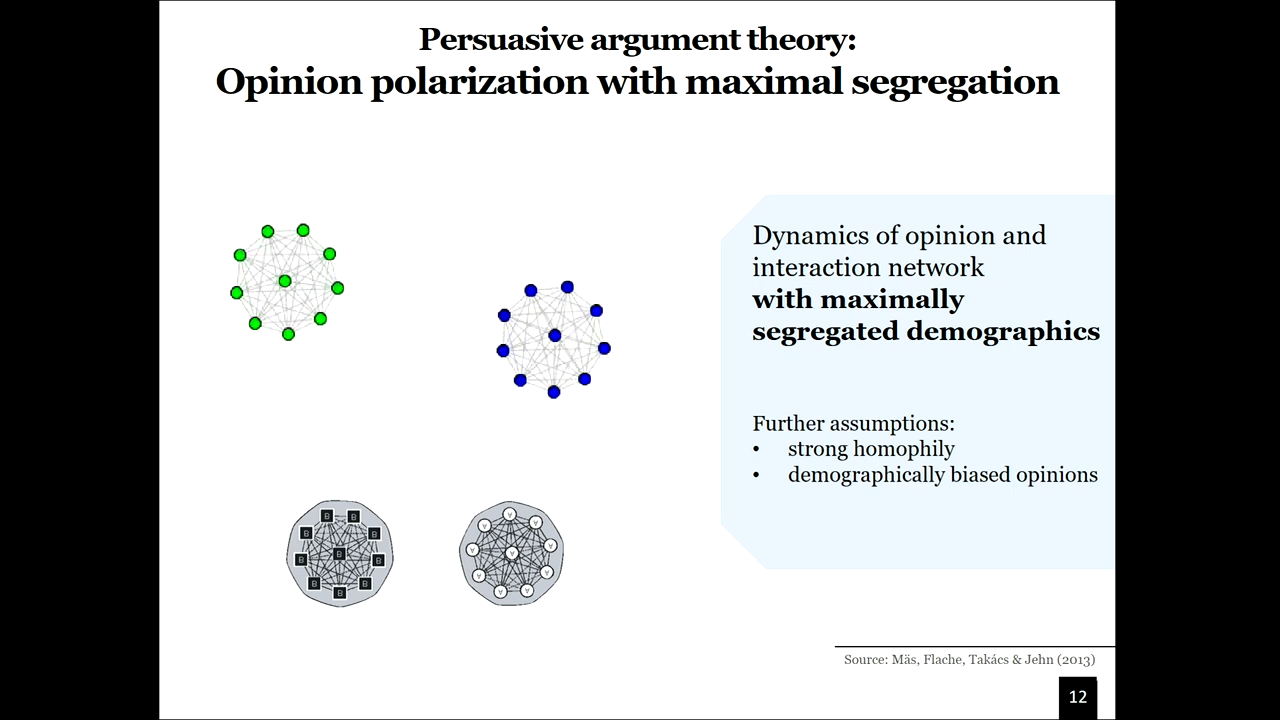 Persuasive argument theory:
Opinion polarization with maximal segregation
Dynamics of opinion and
interaction network
with maximally
segregated demographics
Further assumptions:
• strong homophily
• demographically biased opinions
B B
B B
B B B
B B
B
A
A A
A A A
A A
A A
Source: Mäs, Flache, Takács & Jehn (2013)
12